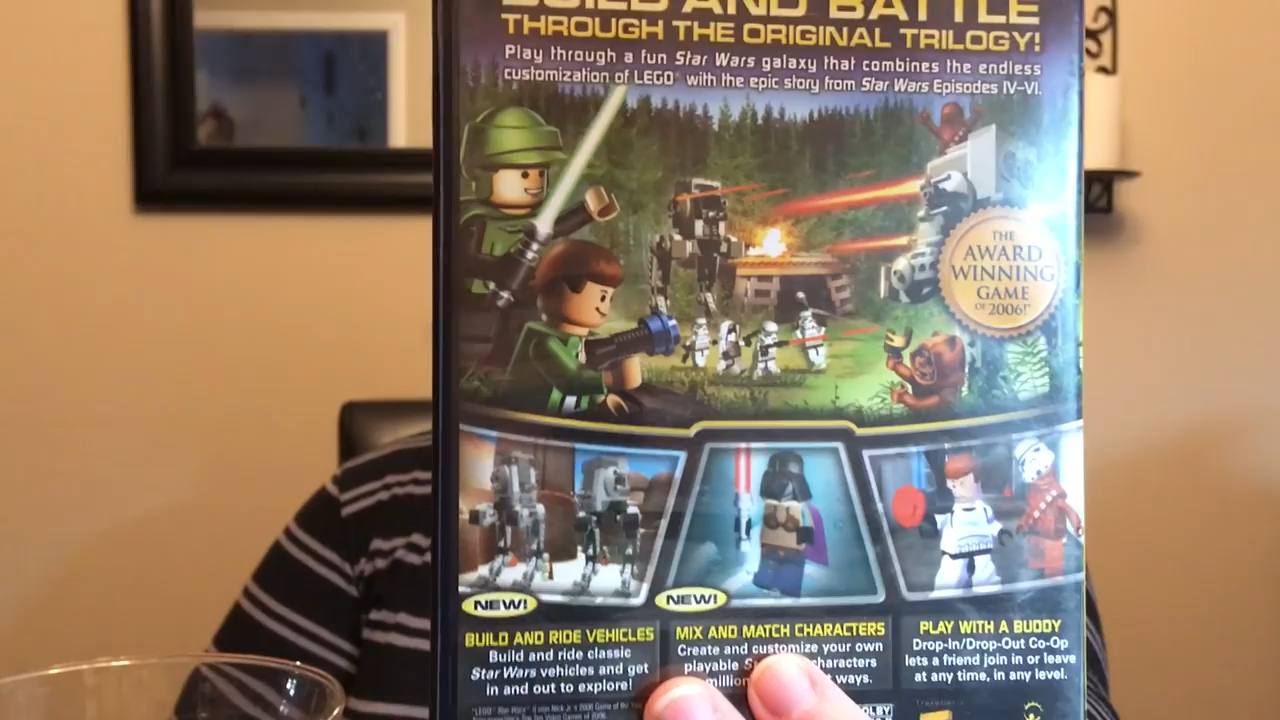 BUILD AND BATTLE
THROUGH THE ORIGINAL TRILOGY!
Play through a fun Star Wars galaxy that combines the endless
customization of LEGO® with the epic story from Star Wars Episodes IV–VI.
THE
AWARD
WINNING
GAME
OF 2006!*
NEW!
BUILD AND RIDE VEHICLES
Build and ride classic
Star Wars vehicles and get
in and out to explore!
NEW!
MIX AND MATCH CHARACTERS
Create and customize your own
playable characters
million ways.
PLAY WITH A BUDDY
Drop-In/Drop-Out Co-Op
lets a friend join in or leave
at any time, in any level.